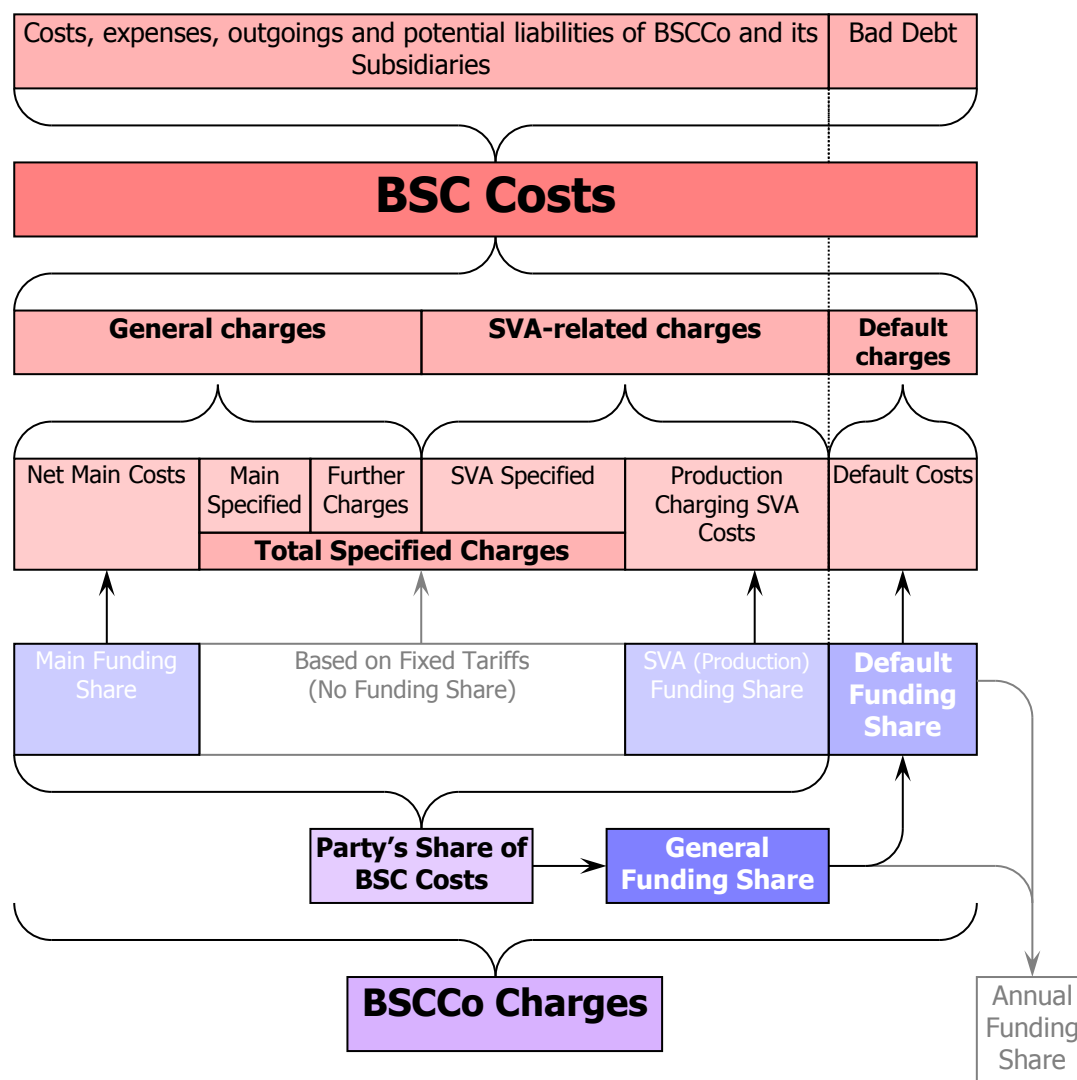 Costs, expenses, outgoings and potential liabilities of BSCCo and its
Subsidiaries
Bad Debt
BSC Costs
General charges
SVA-related charges
Default
charges
Net Main Costs
Main
Specified
Further
Charges
SVA Specified
Production
Charging SVA
Costs
Default Costs
Total Specified Charges
Main Funding
Share
Based on Fixed Tariffs
(No Funding Share)
SVA (Production)
Funding Share
Default
Funding
Share
Party’s Share of
BSC Costs
General
Funding Share
BSCCo Charges
Annual
Funding
Share